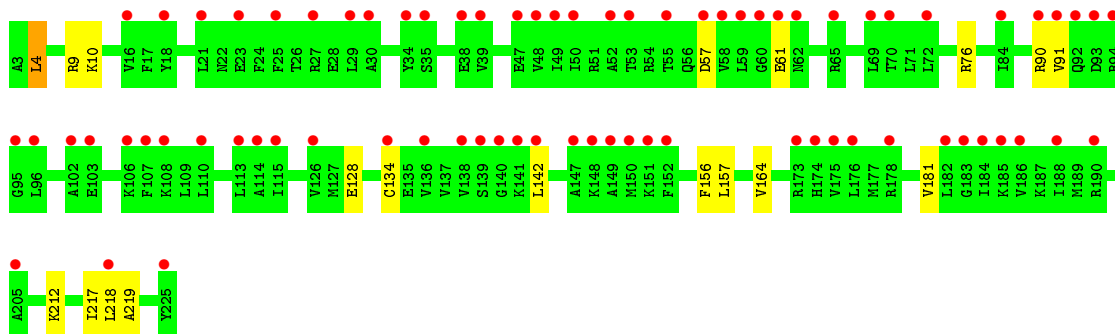 A3 L4 R9 K10 V16 F17 Y18 L21 N22 E23 F24 F25 T26 R27 E28 L29 A30 Y34 S35 E38 V39 E47 V48 I49 I50 R51 A52 T53 R54 T55 Q56 D57 V58 L59 G60 E61 N62 R65 L69 T70 L71 L72 R76 I84 R90 V91 Q92 D93
G95 L96 A102 E103 K106 F107 K108 L109 L110 L113 A114 I115 V126 M127 E128 C134 E135 V136 V137 V138 S139 G140 K141 L142 A147 K148 A149 M150 K151 F152 F156 L157 V164 R173 H174 V175 L176 M177 R178 V181 L182 G183 I184 K185 V186 K187 I188 M189 R190
A205 K212 I217 L218 A219 Y225